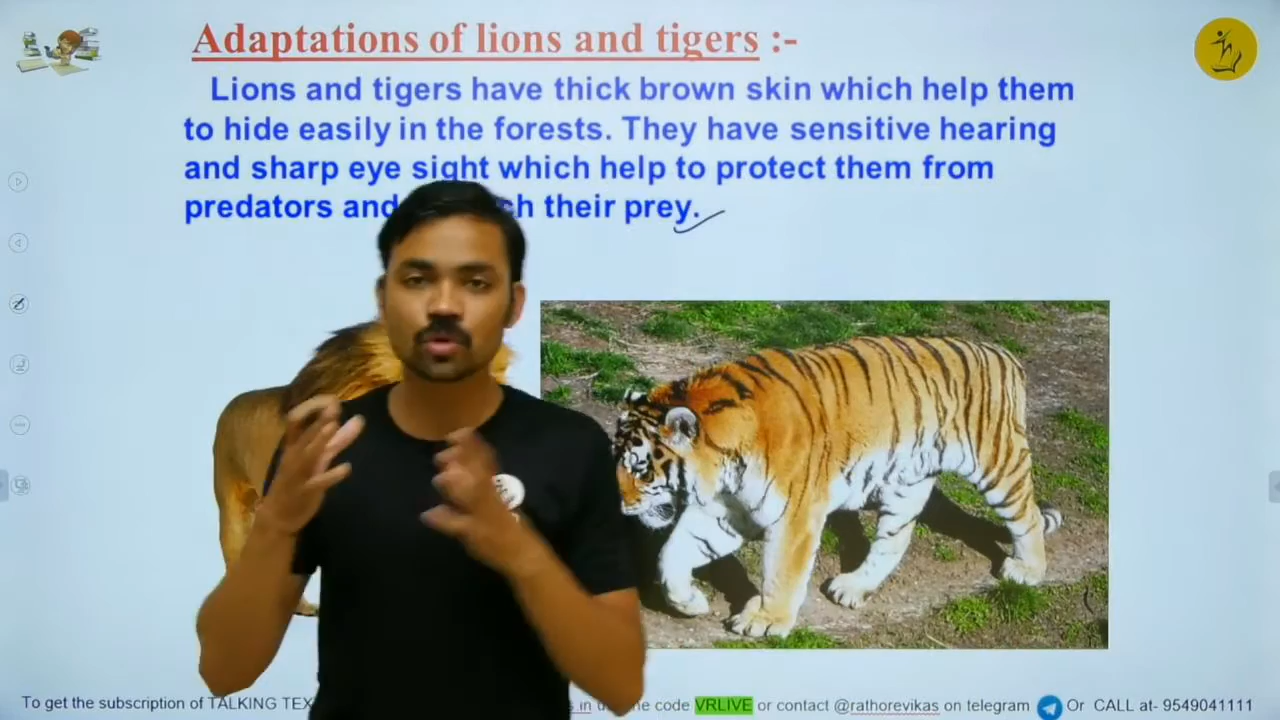 Adaptations of lions and tigers :-
Lions and tigers have thick brown skin which help them
to hide easily in the forests. They have sensitive hearing
and sharp eye sight which help to protect them from
predators and their prey.
To get the subscription of TALKING the code VRLIVE or contact @rathorevikas on telegram Or CALL at- 9549041111